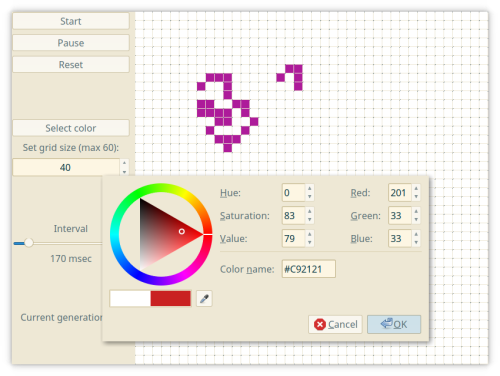 Start
Pause
Reset
Select color
Set grid size (max 60):
40
Interval
170 msec
Current generation
Hue: 0 Red: 201
Saturation: 83 Green: 33
Value: 79 Blue: 33
Color name: #C92121
Cancel OK